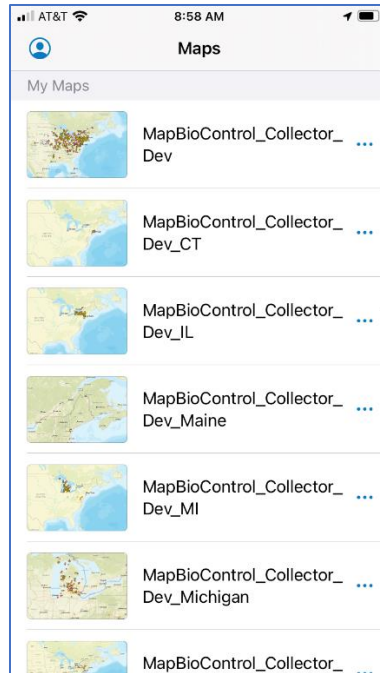 AT&T 8:58 AM
Maps
My Maps
MapBioControl_Collector_
Dev
MapBioControl_Collector_
Dev_CT
MapBioControl_Collector_
Dev_IL
MapBioControl_Collector_
Dev_Maine
MapBioControl_Collector_
Dev_MI
MapBioControl_Collector_
Dev_Michigan
MapBioControl_Collector_